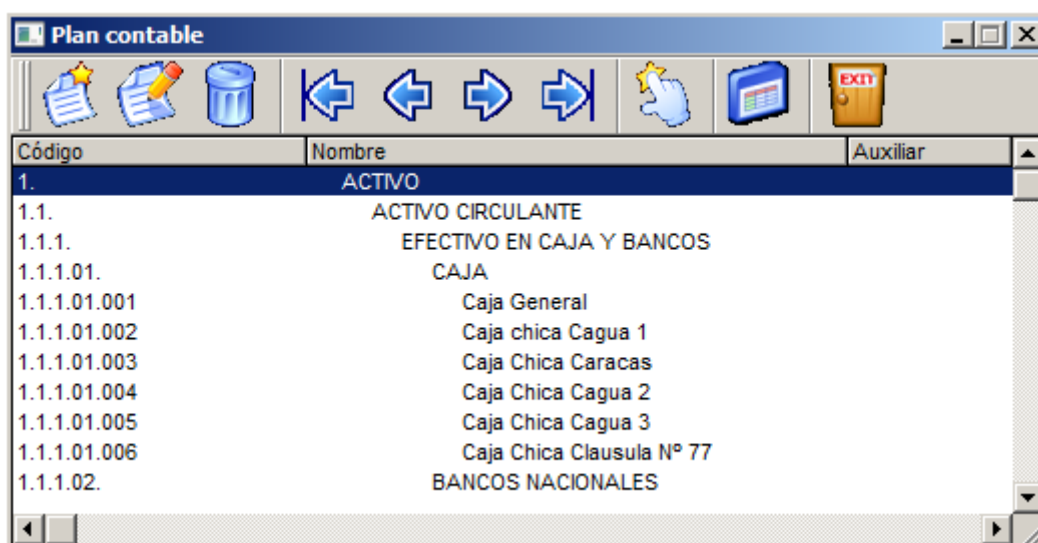 Plan contable
EXIT
Código Nombre Auxiliar
1. ACTIVO
1.1. ACTIVO CIRCULANTE
1.1.1. EFECTIVO EN CAJA Y BANCOS
1.1.1.01. CAJA
1.1.1.01.001 Caja General
1.1.1.01.002 Caja chica Cagua 1
1.1.1.01.003 Caja Chica Caracas
1.1.1.01.004 Caja Chica Cagua 2
1.1.1.01.005 Caja Chica Cagua 3
1.1.1.01.006 Caja Chica Clausula Nº 77
1.1.1.02. BANCOS NACIONALES